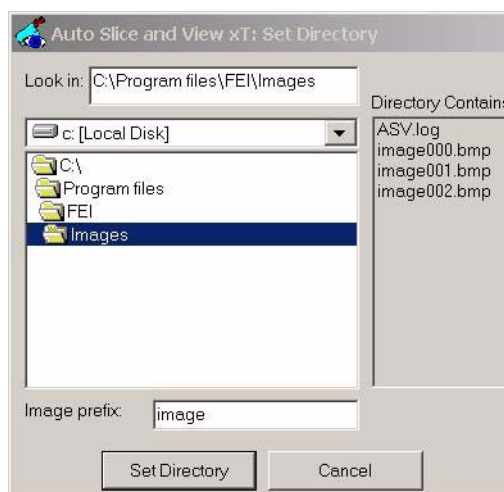 Auto Slice and View xT: Set Directory
Look in: C:\Program files\FEI\Images
c: [Local Disk]
C:\
Program files
FEI
Images
Directory Contains
ASV.log
image000.bmp
image001.bmp
image002.bmp
Image prefix: image
Set Directory Cancel